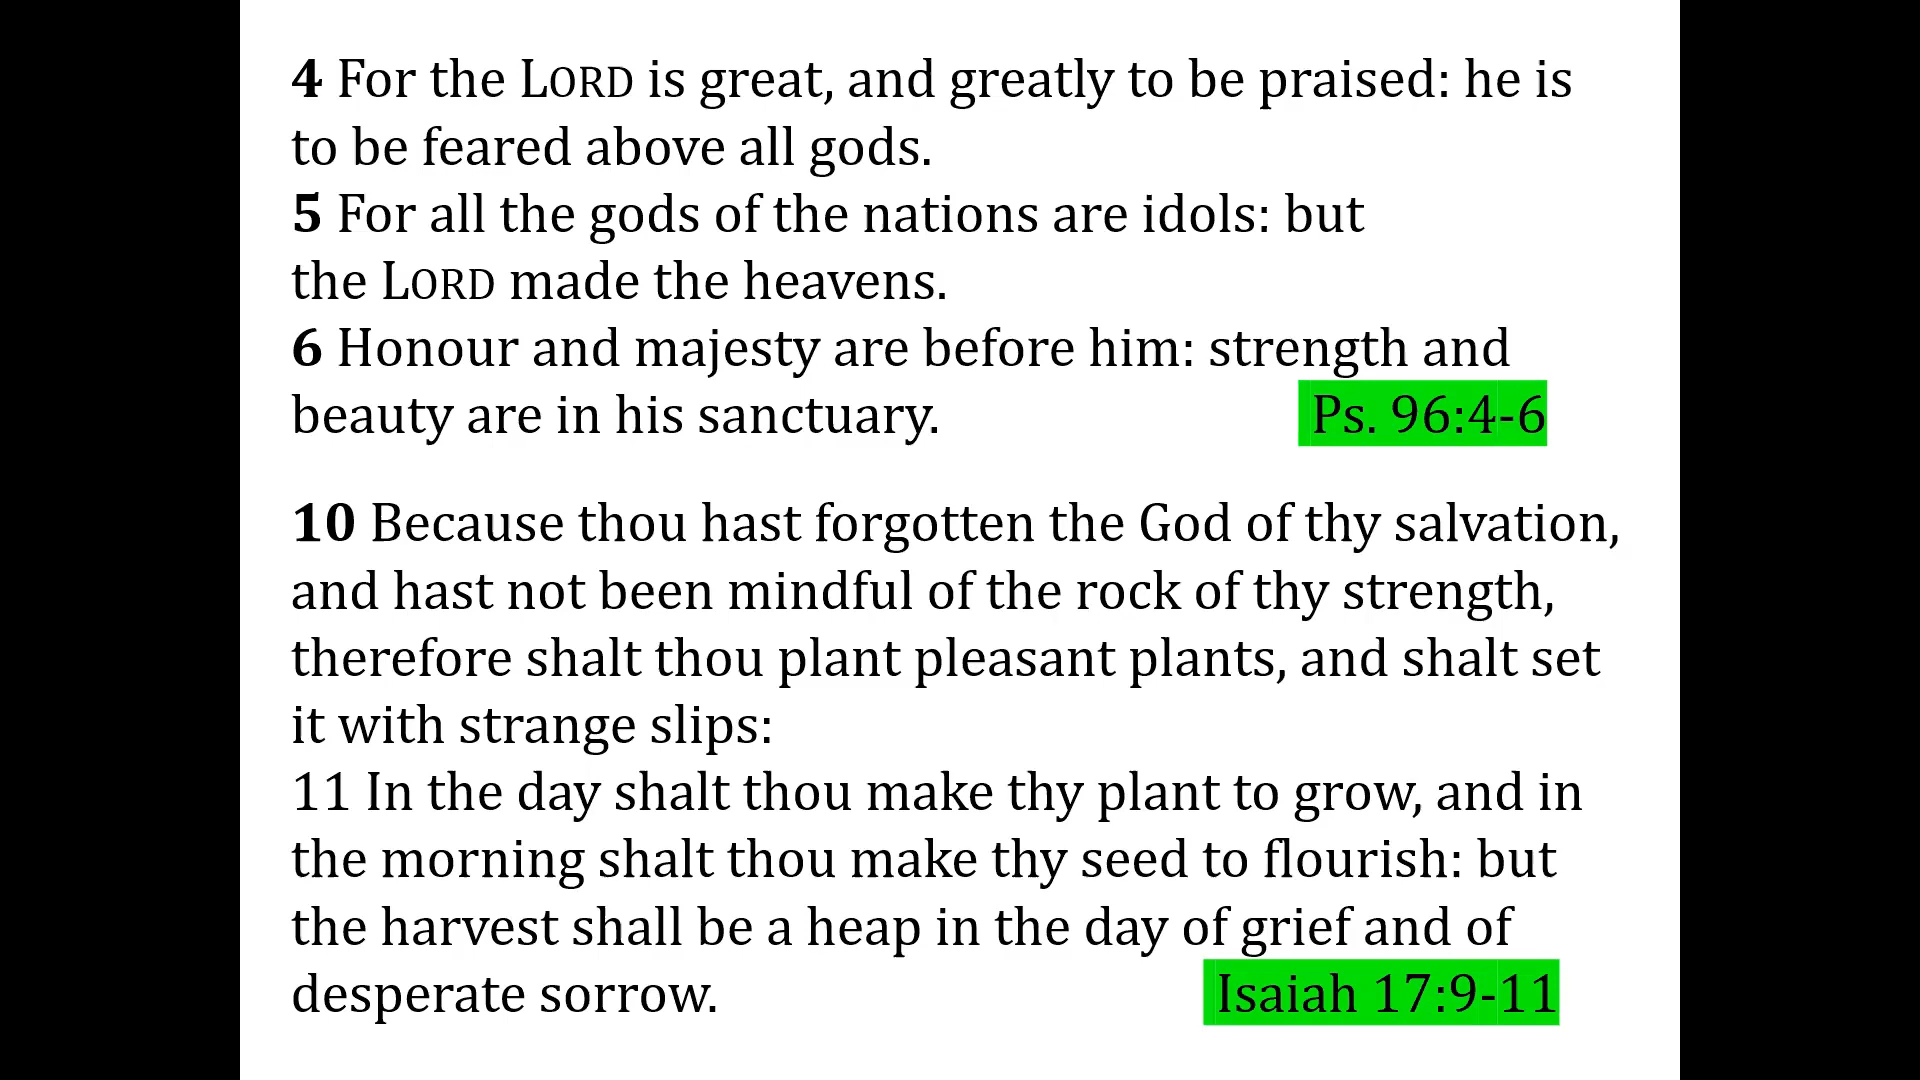 4 For the LORD is great, and greatly to be praised: he is
to be feared above all gods.
5 For all the gods of the nations are idols: but
the LORD made the heavens.
6 Honour and majesty are before him: strength and
beauty are in his sanctuary. Ps. 96:4-6
10 Because thou hast forgotten the God of thy salvation,
and hast not been mindful of the rock of thy strength,
therefore shalt thou plant pleasant plants, and shalt set
it with strange slips:
11 In the day shalt thou make thy plant to grow, and in
the morning shalt thou make thy seed to flourish: but
the harvest shall be a heap in the day of grief and of
desperate sorrow. Isaiah 17:9-11